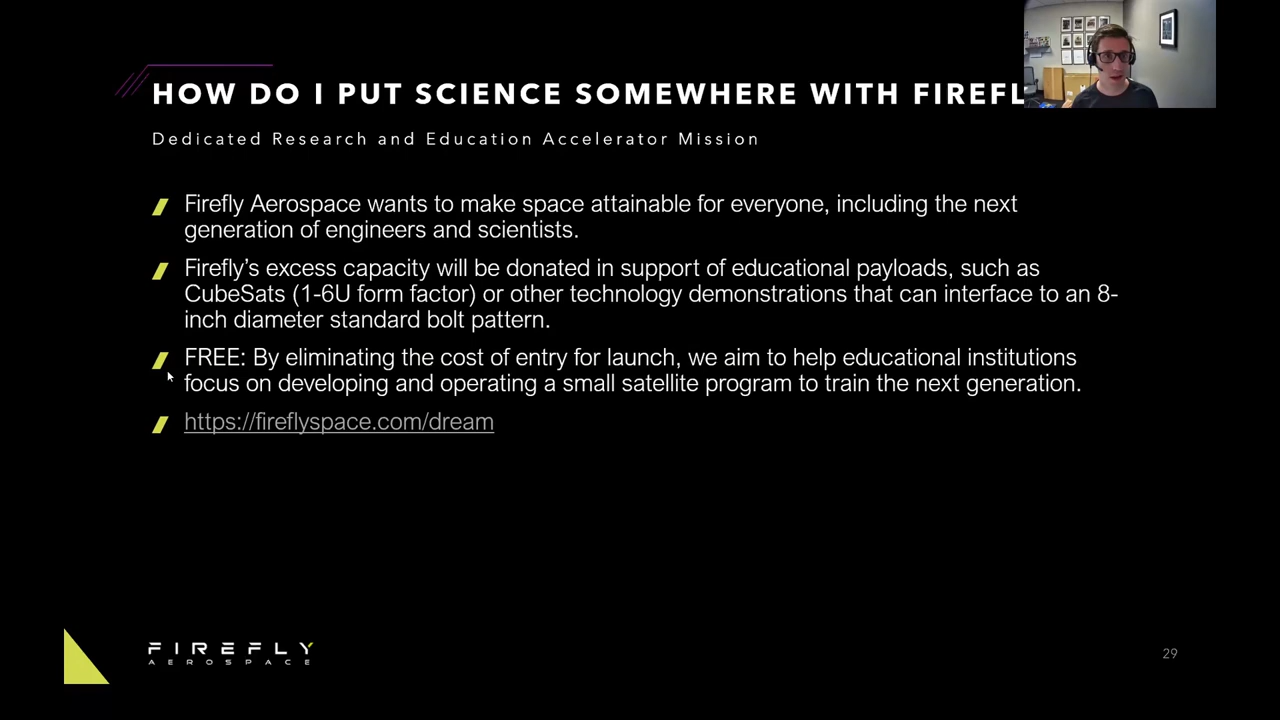 HOW DO I PUT SCIENCE SOMEWHERE WITH FIREFL
Dedicated Research and Education Accelerator Mission
Firefly Aerospace wants to make space attainable for everyone, including the next
generation of engineers and scientists.
Firefly's excess capacity will be donated in support of educational payloads, such as
CubeSats (1-6U form factor) or other technology demonstrations that can interface to an 8-
inch diameter standard bolt pattern.
FREE: By eliminating the cost of entry for launch, we aim to help educational institutions
focus on developing and operating a small satellite program to train the next generation.
https://fireflyspace.com/dream
FIREFLY
AEROSPACE
29